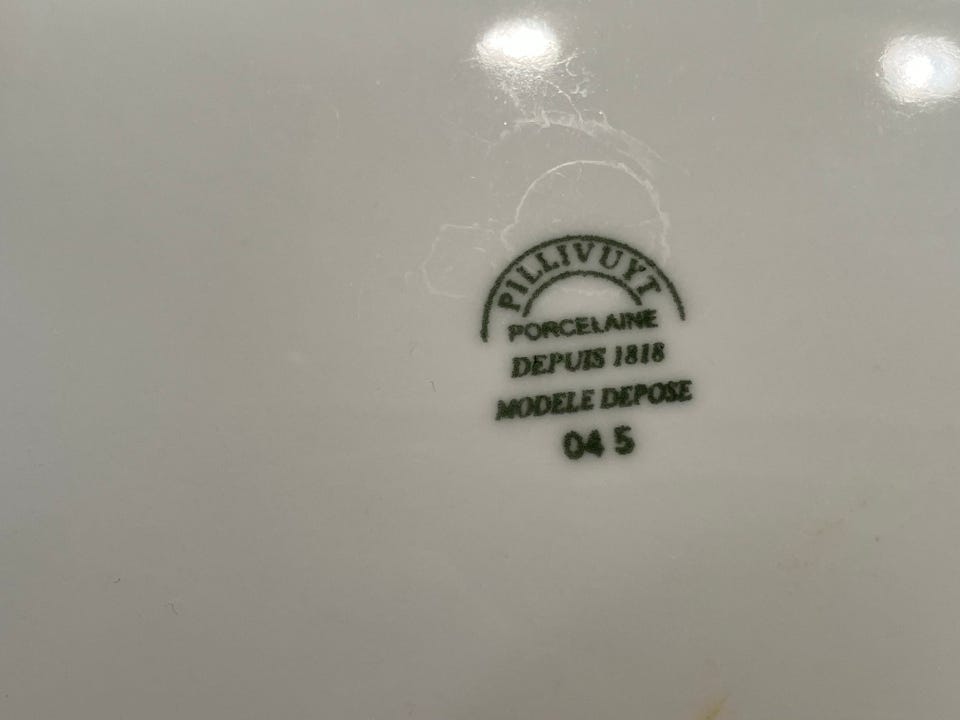 PILLIVUYT
PORCELAINE
DEPUIS 1818
MODELE DEPOSE
04 5